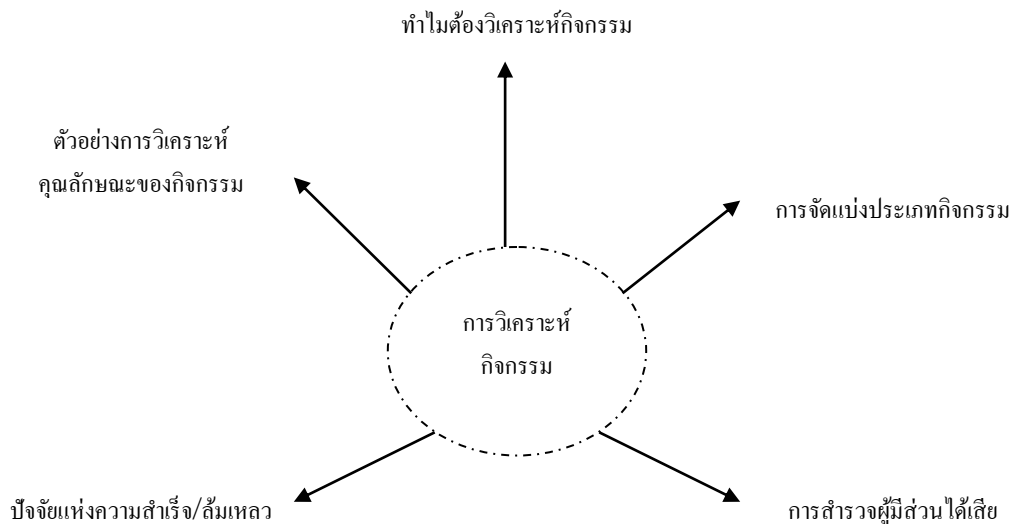 ทำไมต้องวิเคราะห์กิจกรรม
ตัวอย่างการวิเคราะห์
คุณลักษณะของกิจกรรม
การจัดแบ่งประเภทกิจกรรม
การวิเคราะห์
กิจกรรม
ปัจจัยแห่งความสำเร็จ/ล้มเหลว
การสำรวจผู้มีส่วนได้เสีย